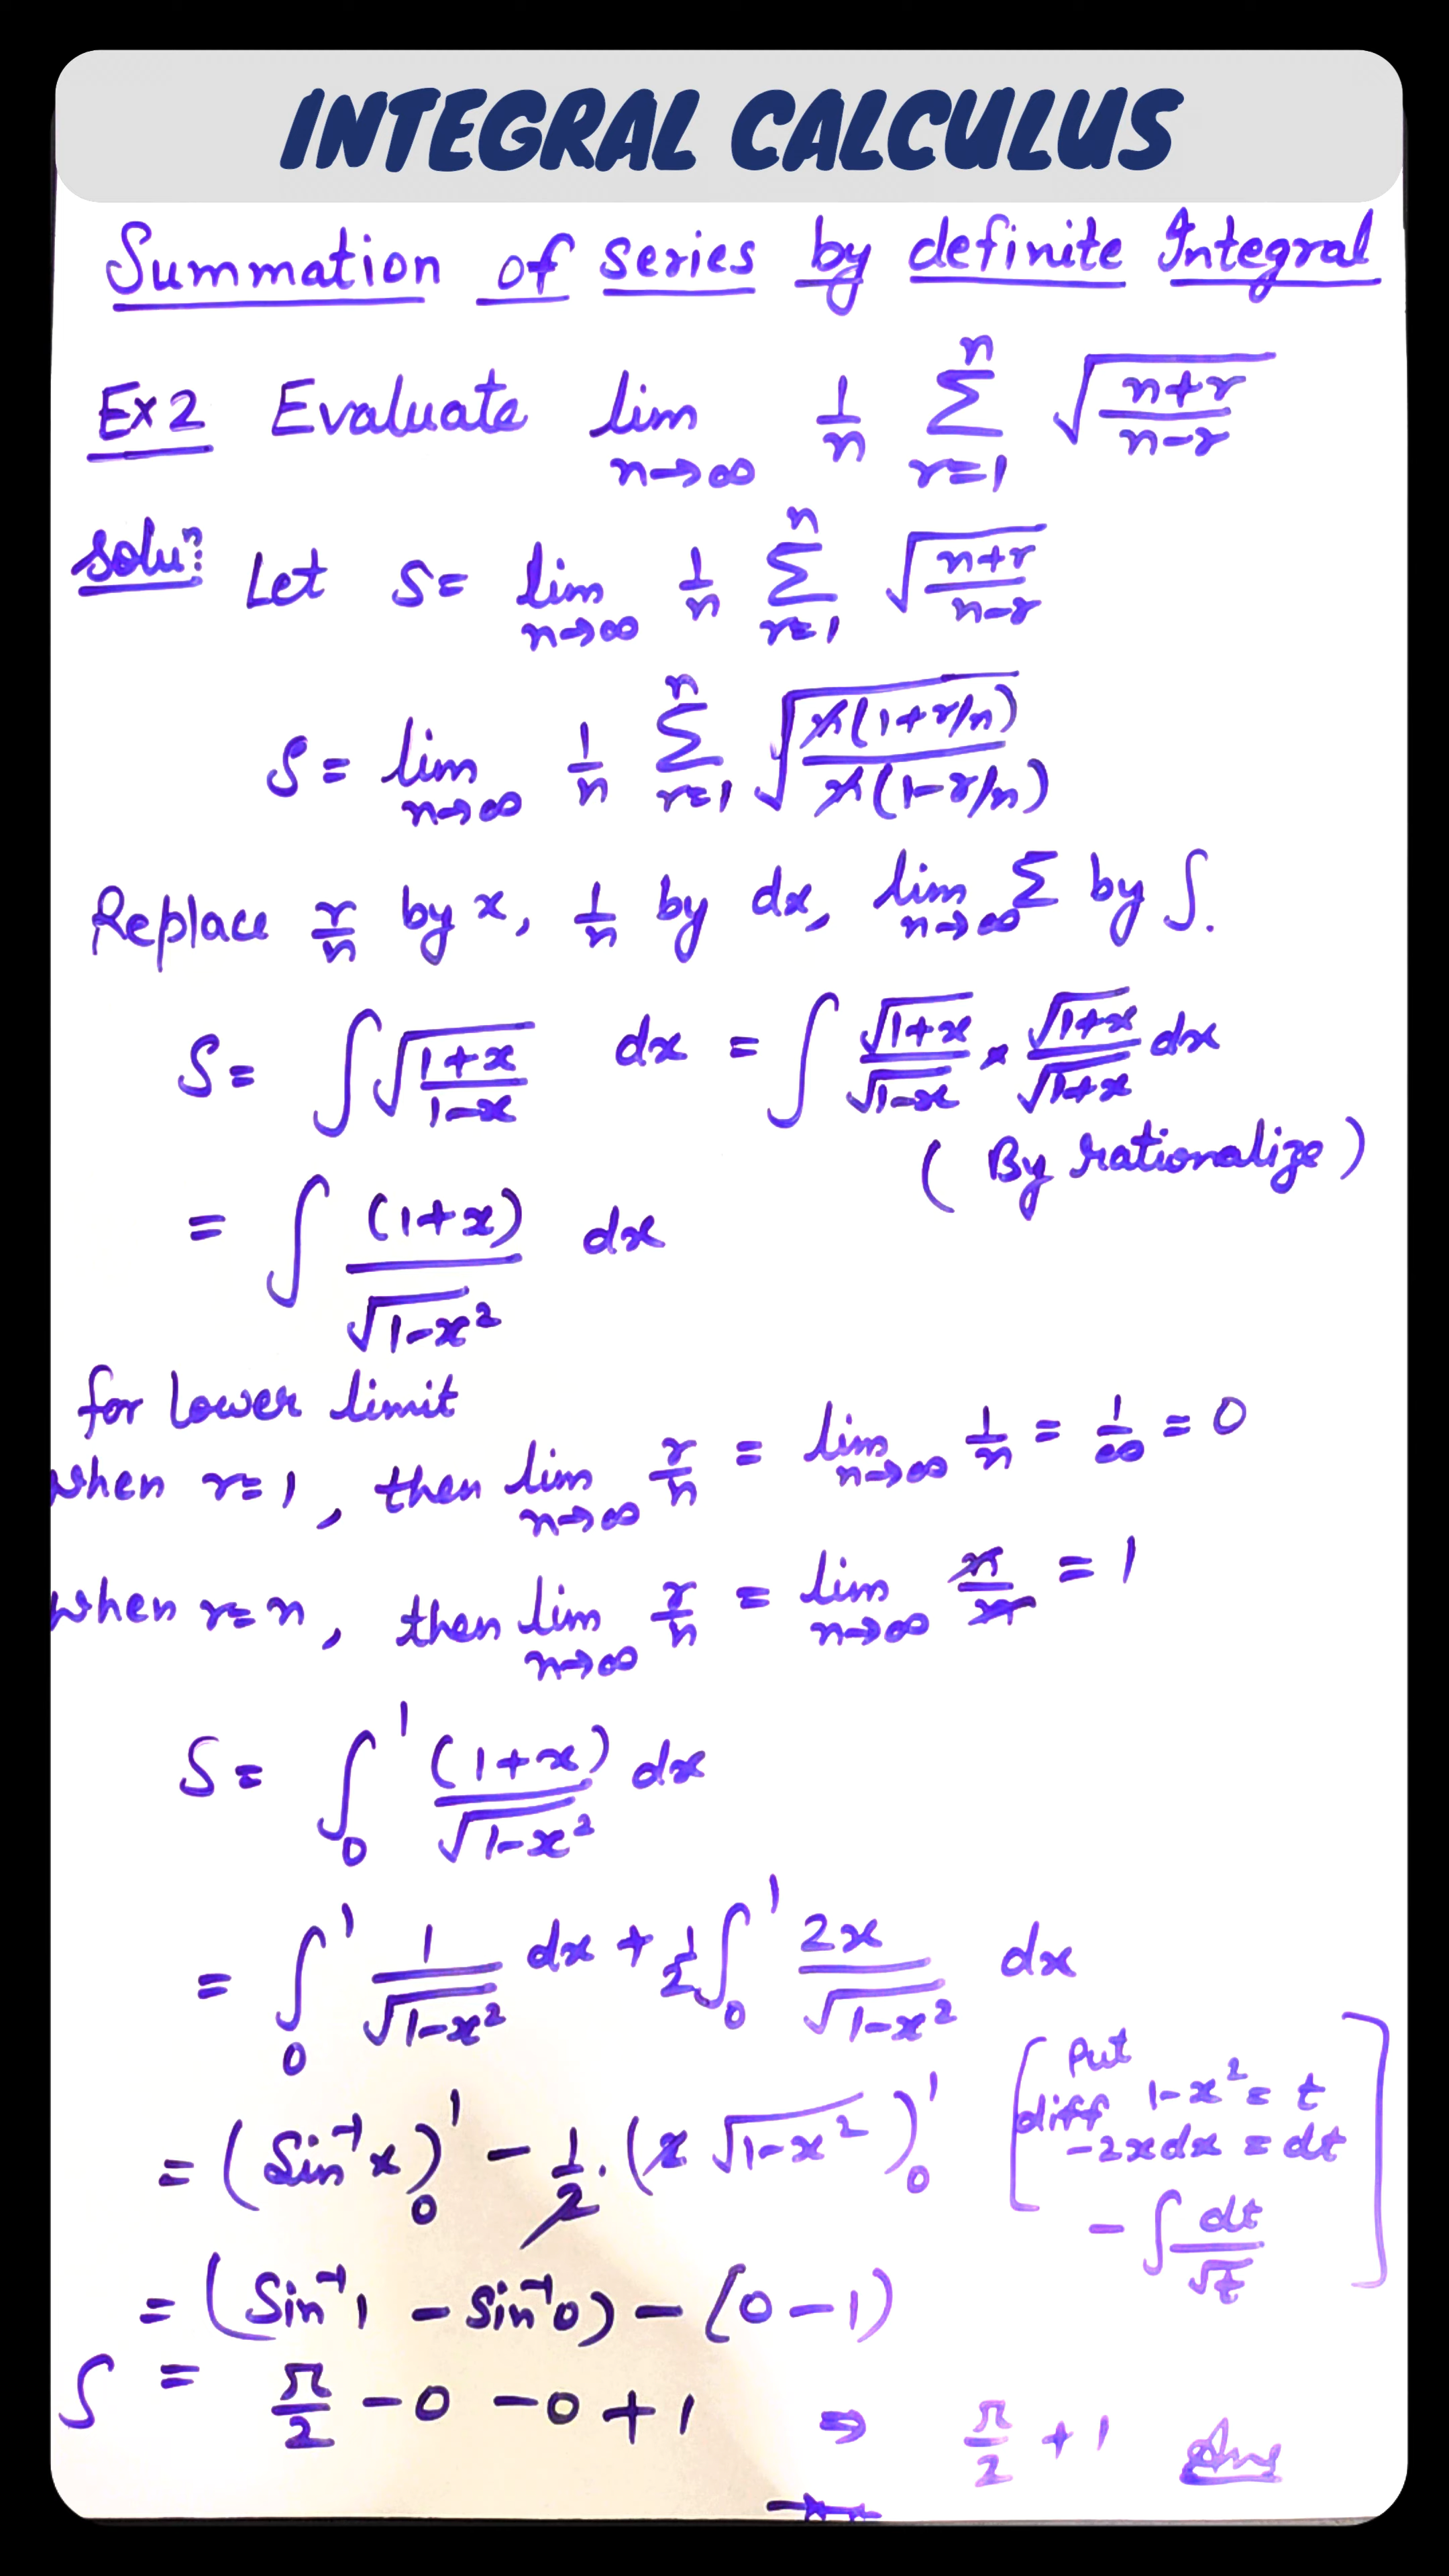 INTEGRAL CALCULUS
Summation of series by definite Integral
Ex 2 Evaluate lim n→∞ 1/n Σ r=1 n √(n+r)/(n-r)
Solun: Let S = lim n→∞ 1/n Σ r=1 n √(n+r)/(n-r)
S = lim n→∞ 1/n Σ r=1 n √n(1+r/n)/n(1-r/n)
Replace r/n by x, 1/n by dx, lim n→∞ Σ by ∫.
S = ∫ √(1+x)/(1-x) dx = ∫ √1+x/√1-x × √1+x/√1+x dx
( By rationalize )
= ∫ (1+x)/√1-x² dx
for lower limit
when r=1, then lim n→∞ r/n = lim n→∞ 1/n = 1/∞ = 0
when r=n, then lim n→∞ r/n = lim n→∞ n/n = 1
S = ∫₀¹ (1+x)/√1-x² dx
= ∫₀¹ 1/√1-x² dx + 1/2 ∫₀¹ 2x/√1-x² dx
[ Put 1-x² = t
diff -2x dx = dt
- ∫ dt/√t ]
= (Sin⁻¹x)₀¹ - 1/2 . (2 √1-x²)₀¹
= (Sin⁻¹1 - Sin⁻¹0) - (0-1)
S = π/2 - 0 - 0 + 1 ⇒ π/2 + 1 Ans